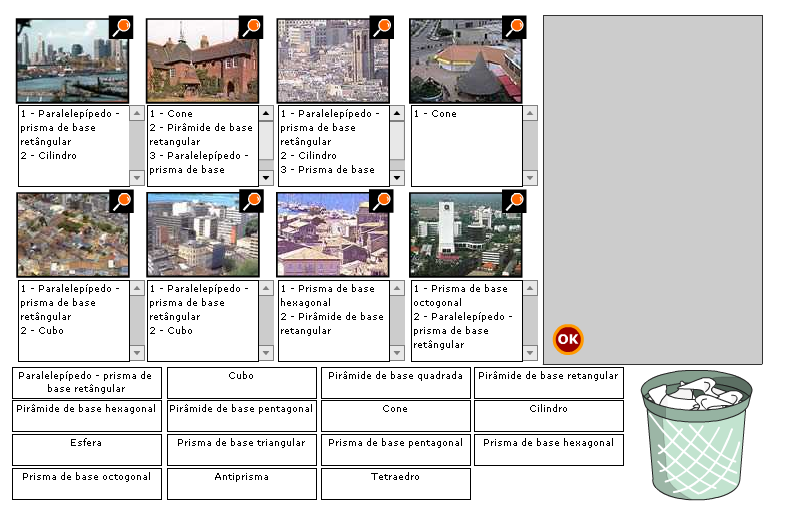 1 - Paralelepípedo -
prisma de base
retângular
2 - Cilindro
1 - Cone
2 - Pirâmide de base
retangular
3 - Paralelepípedo -
prisma de base
1 - Paralelepípedo -
prisma de base
retângular
2 - Cilindro
3 - Prisma de base
1 - Cone
1 - Paralelepípedo -
prisma de base
retângular
2 - Cubo
1 - Paralelepípedo -
prisma de base
retângular
2 - Cubo
1 - Prisma de base
hexagonal
2 - Pirâmide de base
retangular
1 - Prisma de base
octogonal
2 - Paralelepípedo -
prisma de base
retângular
OK
Paralelepípedo - prisma de
base retângular
Cubo
Pirâmide de base quadrada
Pirâmide de base retangular
Pirâmide de base hexagonal
Pirâmide de base pentagonal
Cone
Cilindro
Esfera
Prisma de base triangular
Prisma de base pentagonal
Prisma de base hexagonal
Prisma de base octogonal
Antiprisma
Tetraedro